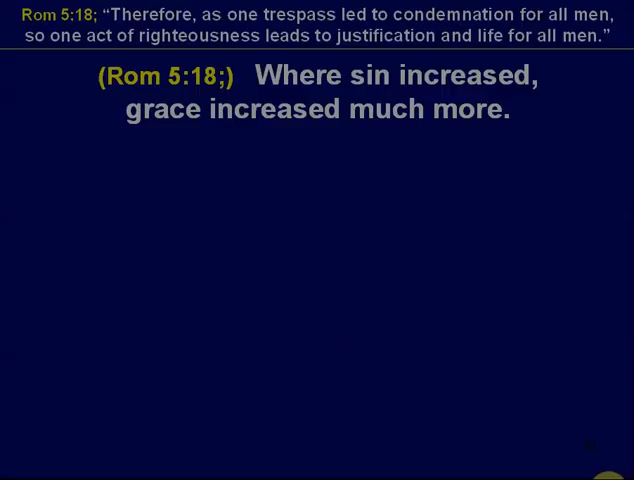 Rom 5:18; “Therefore, as one trespass led to condemnation for all men,
so one act of righteousness leads to justification and life for all men.”
(Rom 5:18;) Where sin increased,
grace increased much more.